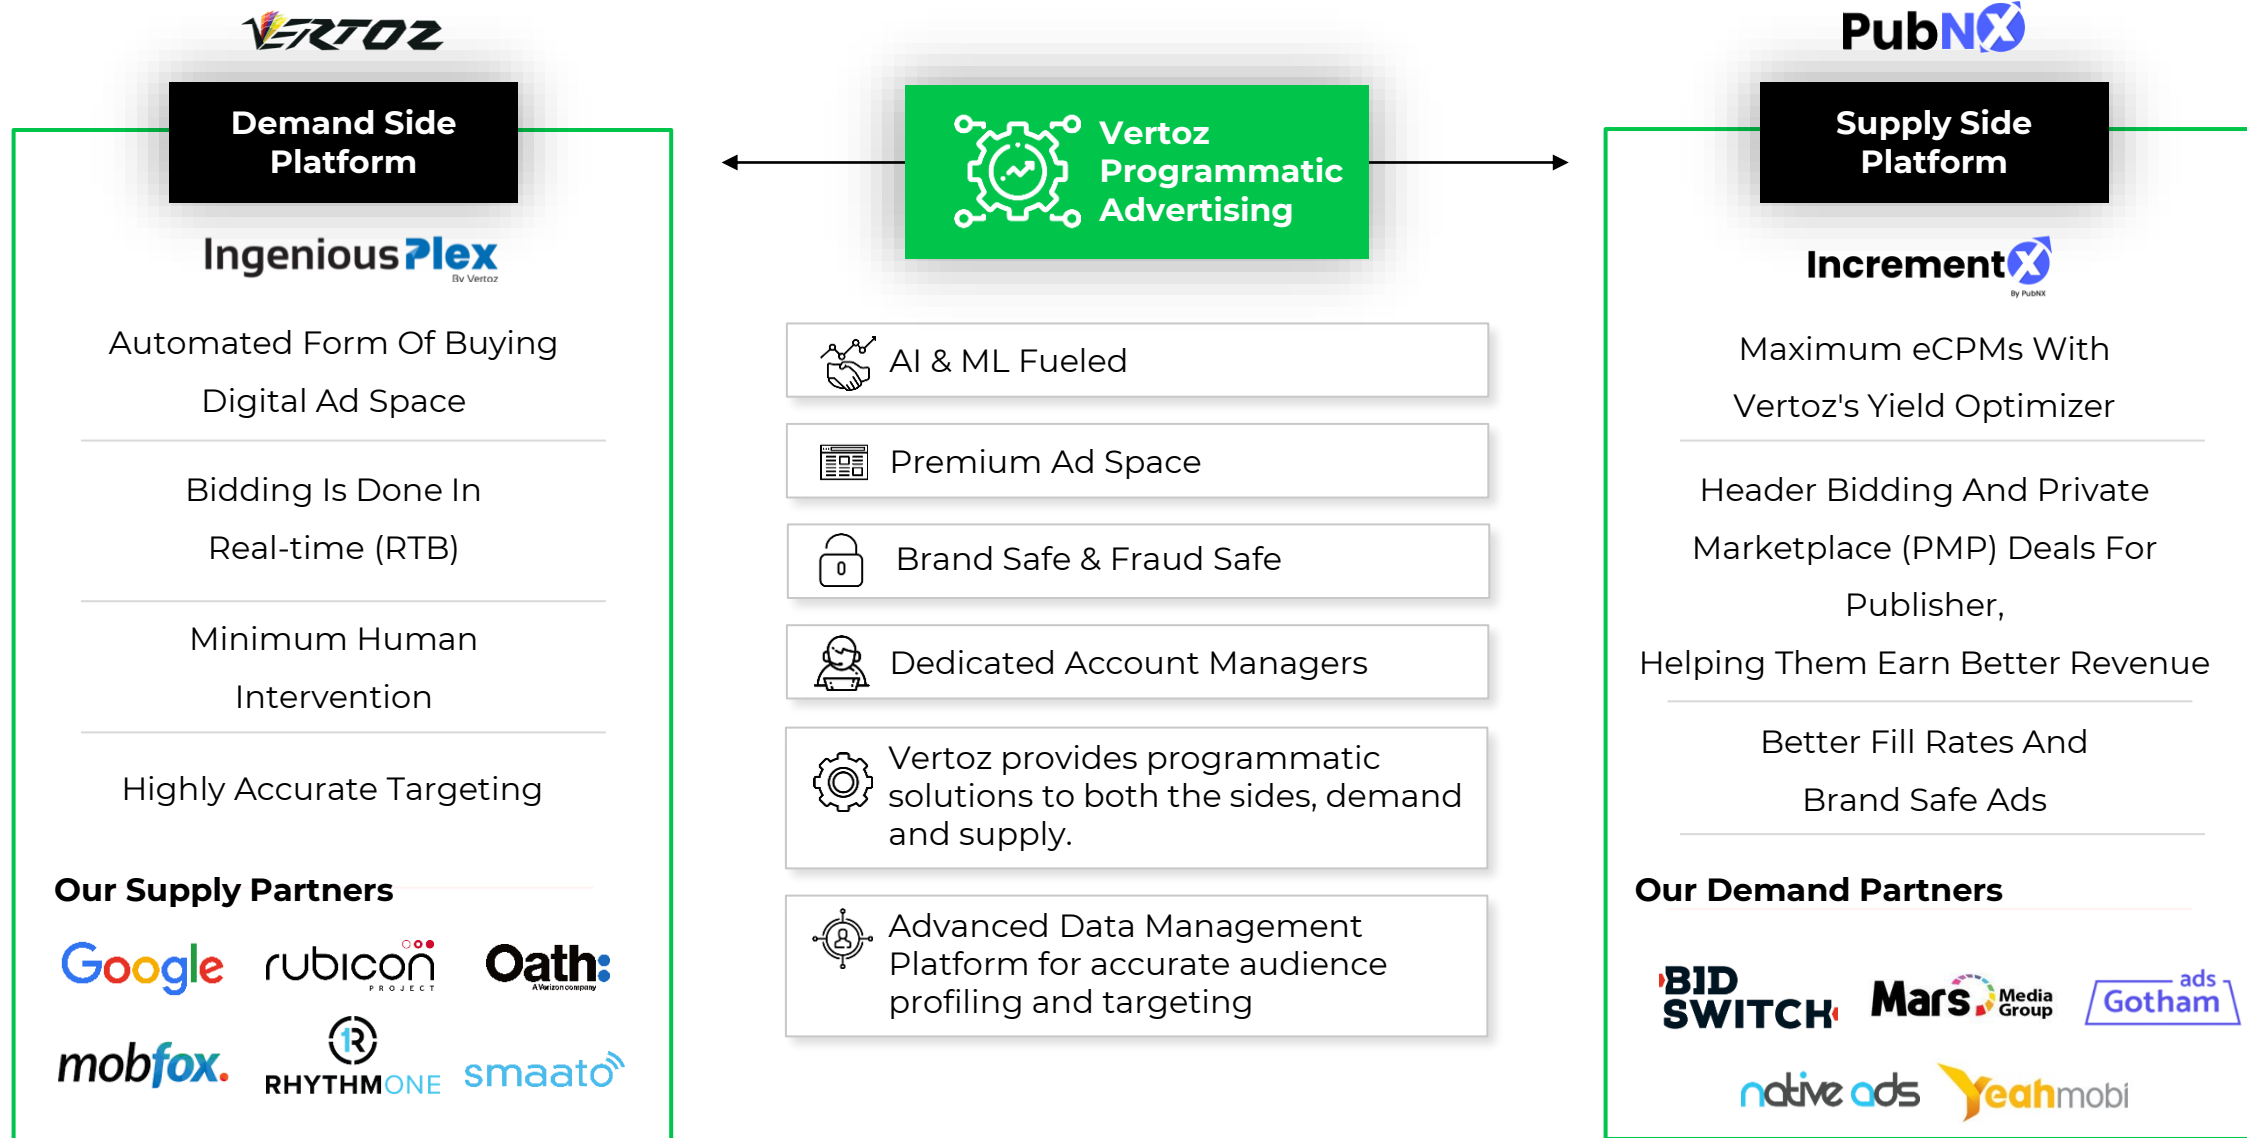 VERTOZ
Demand Side
Platform
IngeniousPlex
By Vertoz
Automated Form Of Buying
Digital Ad Space
Bidding Is Done In
Real-time (RTB)
Minimum Human
Intervention
Highly Accurate Targeting
Our Supply Partners
Google
rubicon
PROJECT
Oath:
A Verizon company
mobfox.
1R
RHYTHMONE
smaato
Vertoz
Programmatic
Advertising
AI & ML Fueled
Premium Ad Space
Brand Safe & Fraud Safe
Dedicated Account Managers
Vertoz provides programmatic
solutions to both the sides, demand
and supply.
Advanced Data Management
Platform for accurate audience
profiling and targeting
PubNX
Supply Side
Platform
IncrementX
By PubNX
Maximum eCPMs With
Vertoz's Yield Optimizer
Header Bidding And Private
Marketplace (PMP) Deals For
Publisher,
Helping Them Earn Better Revenue
Better Fill Rates And
Brand Safe Ads
Our Demand Partners
BID
SWITCH
Mars Media
Group
ads
Gotham
native ads
Yeahmobi